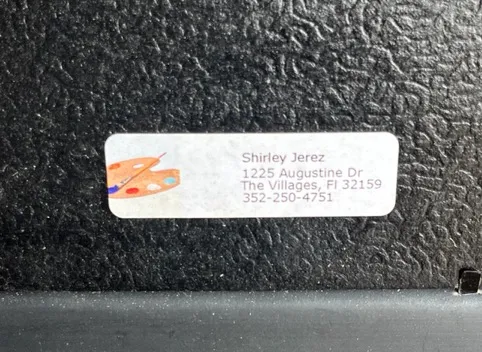 Shirley Jerez
1225 Augustine Dr
The Villages, Fl 32159
352-250-4751